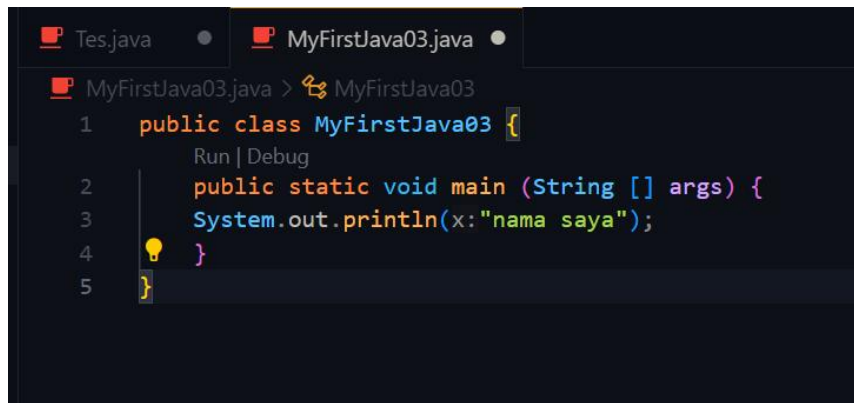 Tes.java MyFirstJava03.java
MyFirstJava03.java > MyFirstJava03
1 public class MyFirstJava03 {
Run | Debug
2 public static void main (String [] args) {
3 System.out.println(x:"nama saya");
4 }
5 }